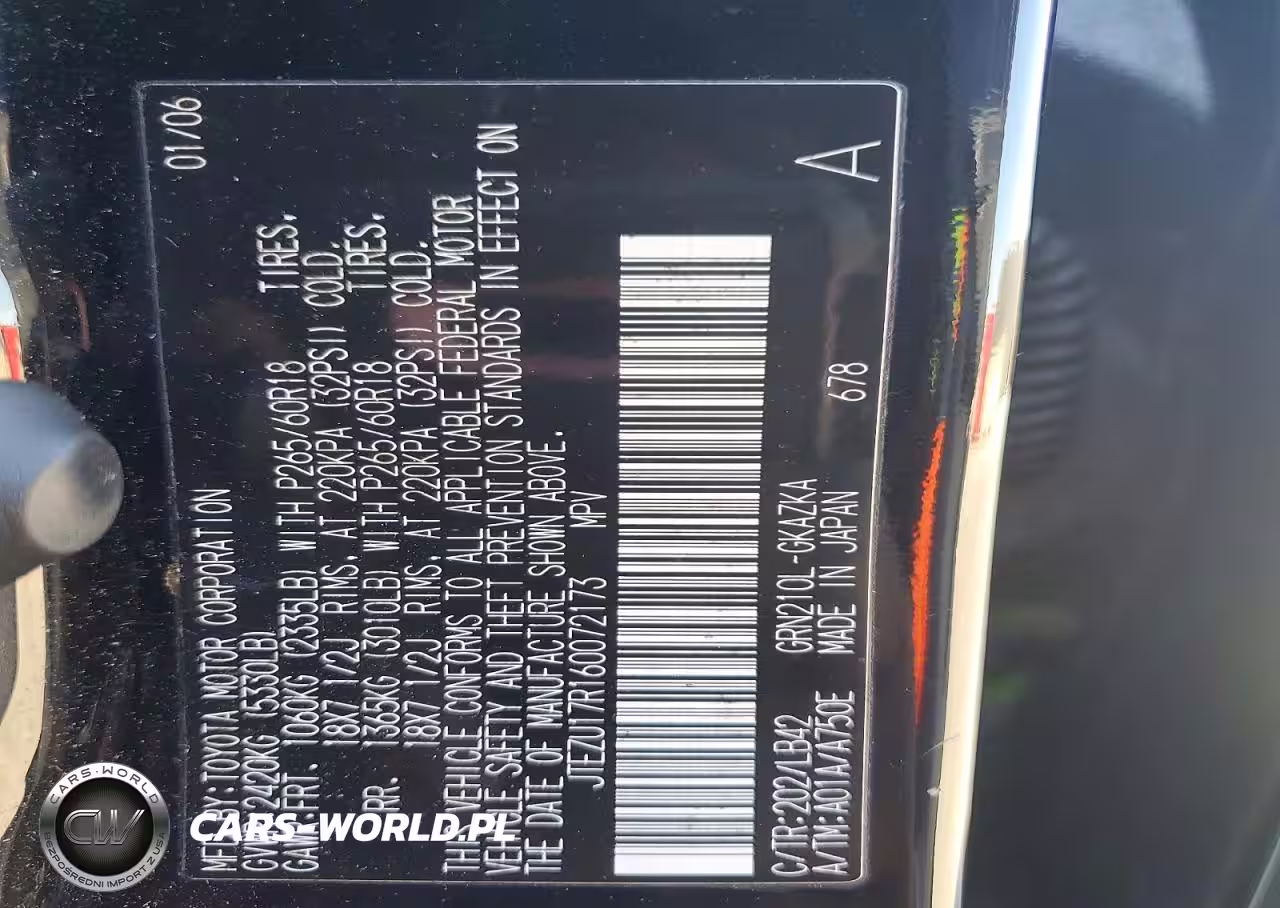 MFD. BY:TOYOTA MOTOR CORPORATION 01/06
GVWR 2420KG (5330LB)
GAWR FRT. 1060KG (2335LB) WITH P265/60R18 TIRES.
18X7 1/2J RIMS. AT 220KPA (32PSI) COLD.
RR. 1365KG (3010LB) WITH P265/60R18 TIRES.
18X7 1/2J RIMS. AT 220KPA (32PSI) COLD.
THIS VEHICLE CONFORMS TO ALL APPLICABLE FEDERAL MOTOR
VEHICLE SAFETY AND THEFT PREVENTION STANDARDS IN EFFECT ON
THE DATE OF MANUFACTURE SHOWN ABOVE.
JTEZU17R160072173 MPV
C/TR:2024LB42 GRN210L-GKAZKA
A/TM:A01A/A750E MADE IN JAPAN 678 A
CARS-WORLD
CW
BEZPOŚREDNI IMPORT Z USA
CARS-WORLD.PL